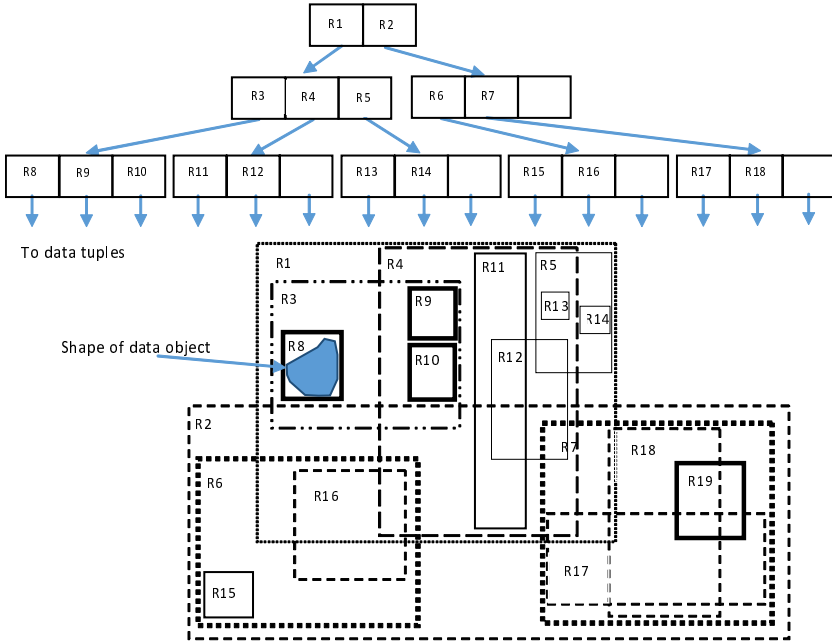 R1 R2
R3 R4 R5 R6 R7
R8 R9 R10 R11 R12 R13 R14 R15 R16 R17 R18
To data tuples
R1 R4 R11 R5
R3 R9 R13 R14
Shape of data object R8 R10 R12
R2 R7 R18
R6 R16 R19
R15 R17